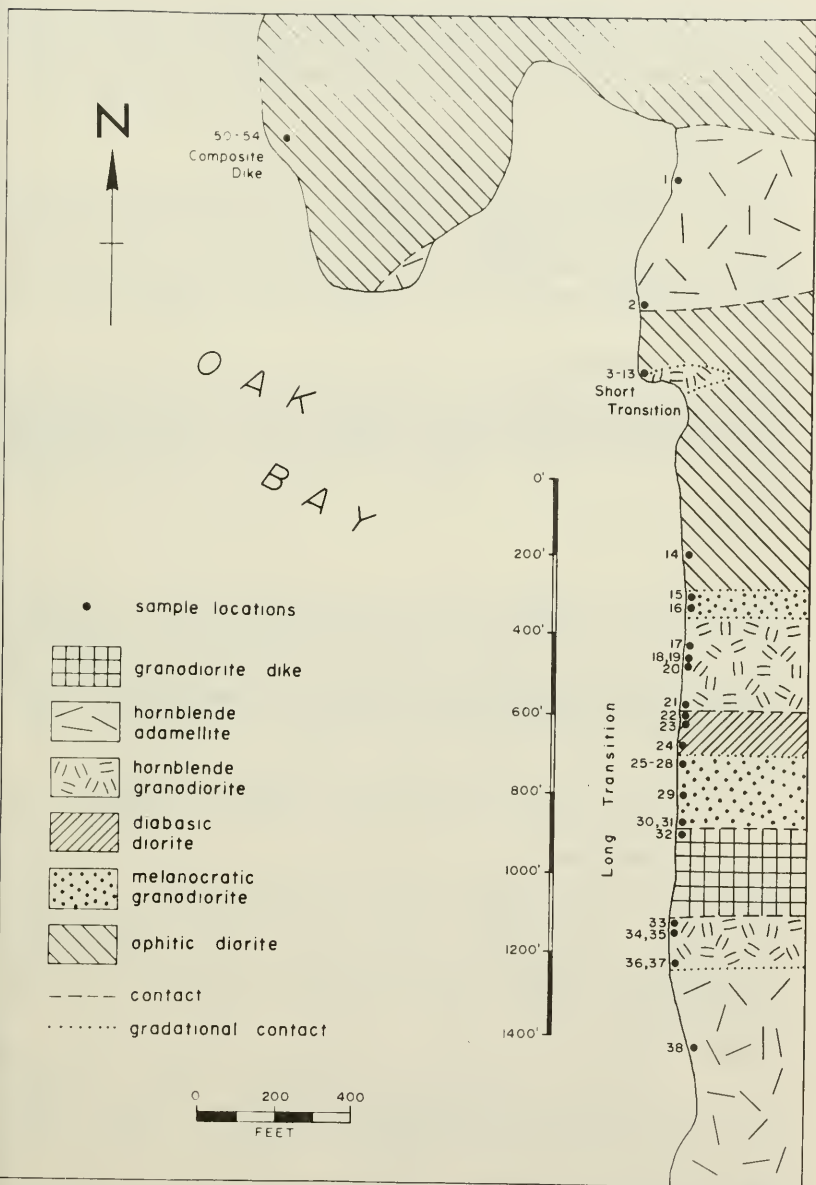 N
50-54
Composite
Dike
1
2
3-13
Short
Transition
OAK
BAY
0'
200'
400'
600'
800'
1000'
1200'
1400'
Long Transition
14
15
16
17
18,19
20
21
22
23
24
25-28
29
30,31
32
33
34,35
36,37
38
sample locations
granodiorite dike
hornblende
adamellite
hornblende
granodiorite
diabasic
diorite
melanocratic
granodiorite
ophitic diorite
contact
gradational contact
0 200 400
FEET